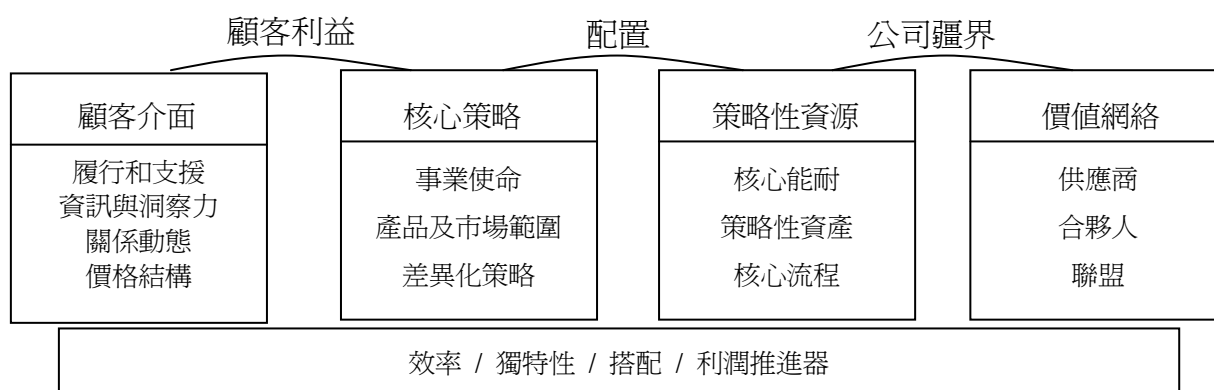 顧客利益 配置 公司疆界
顧客介面 核心策略 策略性資源 價值網絡
履行和支援
資訊與洞察力
關係動態
價格結構
事業使命
產品及市場範圍
差異化策略
核心能耐
策略性資產
核心流程
供應商
合夥人
聯盟
效率 / 獨特性 / 搭配 / 利潤推進器